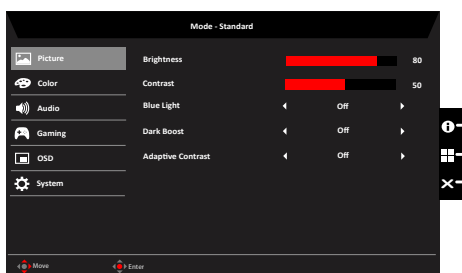 Mode - Standard
Picture
Brightness 80
Color
Contrast 50
Audio
Blue Light Off
Gaming
Dark Boost Off
OSD
Adaptive Contrast Off
System
Move Enter